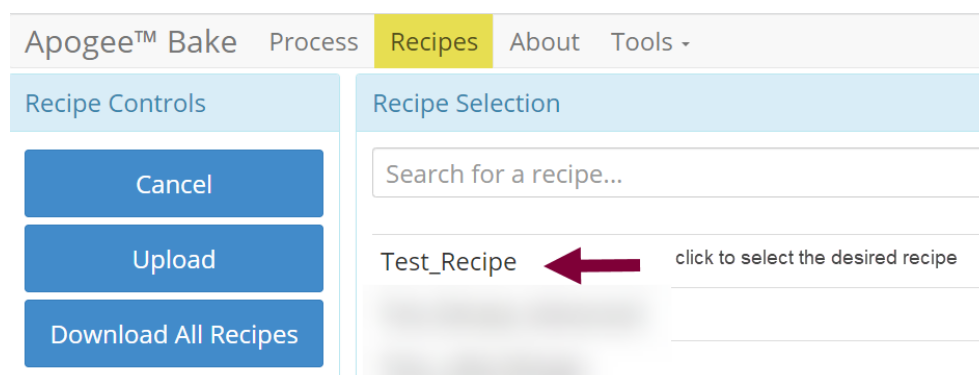 Apogee™ Bake Process Recipes About Tools
Recipe Controls
Recipe Selection
Cancel
Upload
Download All Recipes
Search for a recipe...
Test_Recipe click to select the desired recipe